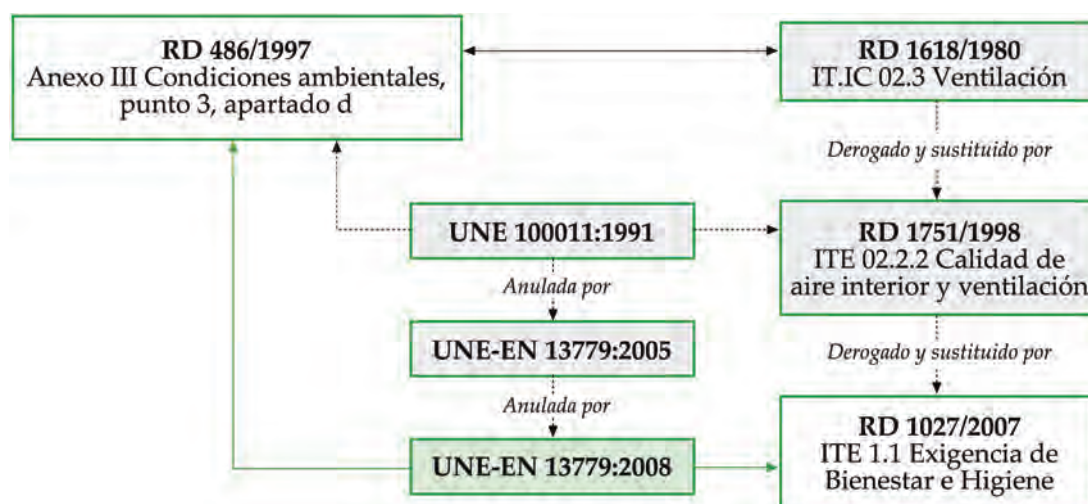 RD 486/1997
Anexo III Condiciones ambientales,
punto 3, apartado d
RD 1618/1980
IT.IC 02.3 Ventilación
Derogado y sustituido por
UNE 100011:1991
RD 1751/1998
ITE 02.2.2 Calidad de
aire interior y ventilación
Anulada por
UNE-EN 13779:2005
Derogado y sustituido por
Anulada por
UNE-EN 13779:2008
RD 1027/2007
ITE 1.1 Exigencia de
Bienestar e Higiene